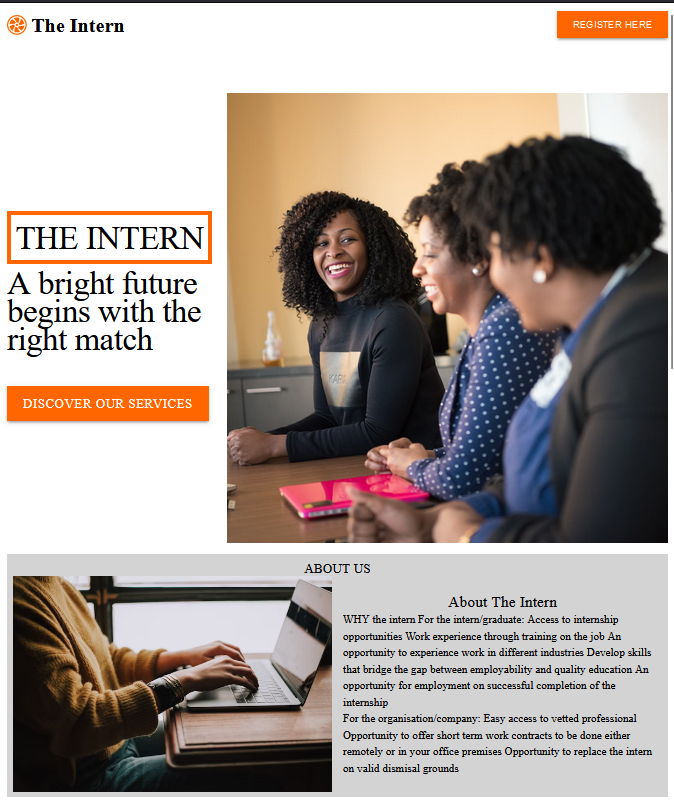 The Intern
REGISTER HERE
THE INTERN
A bright future
begins with the
right match
DISCOVER OUR SERVICES
ABOUT US
About The Intern
WHY the intern For the intern/graduate: Access to internship
opportunities Work experience through training on the job An
opportunity to experience work in different industries Develop skills
that bridge the gap between employability and quality education An
opportunity for employment on successful completion of the
internship
For the organisation/company: Easy access to vetted professional
Opportunity to offer short term work contracts to be done either
remotely or in your office premises Opportunity to replace the intern
on valid dismisal grounds